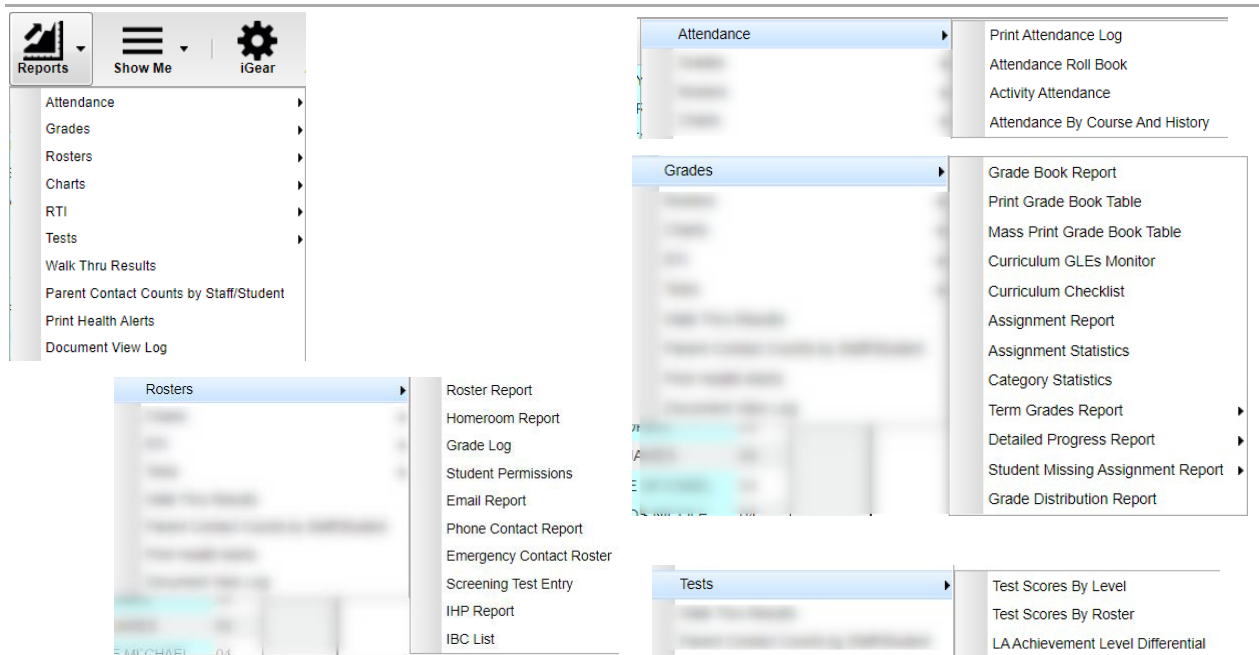 Reports
Show Me
iGear
Attendance
Grades
Rosters
Charts
RTI
Tests
Walk Thru Results
Parent Contact Counts by Staff/Student
Print Health Alerts
Document View Log
Attendance
Print Attendance Log
Attendance Roll Book
Activity Attendance
Attendance By Course And History
Grades
Grade Book Report
Print Grade Book Table
Mass Print Grade Book Table
Curriculum GLEs Monitor
Curriculum Checklist
Assignment Report
Assignment Statistics
Category Statistics
Term Grades Report
Detailed Progress Report
Student Missing Assignment Report
Grade Distribution Report
Rosters
Roster Report
Homeroom Report
Grade Log
Student Permissions
Email Report
Phone Contact Report
Emergency Contact Roster
Screening Test Entry
IHP Report
IBC List
Tests
Test Scores By Level
Test Scores By Roster
LA Achievement Level Differential